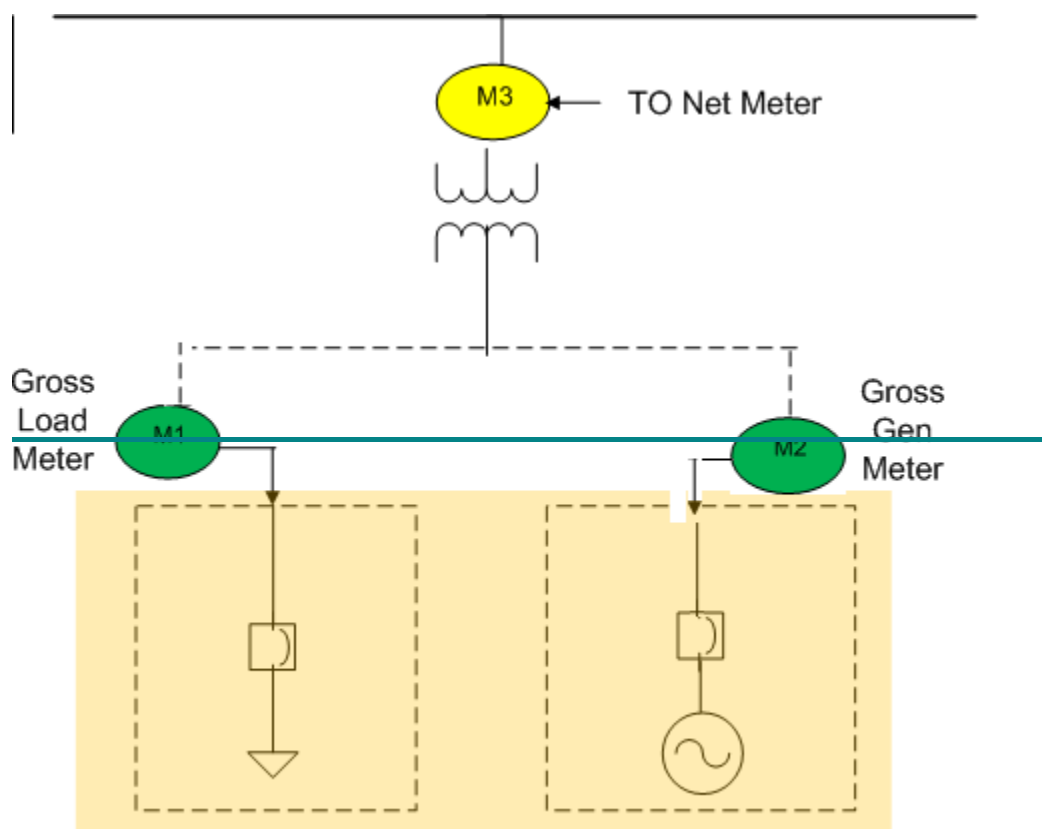 M3
TO Net Meter
Gross
Load
Meter
M1
Gross
Gen
Meter
M2